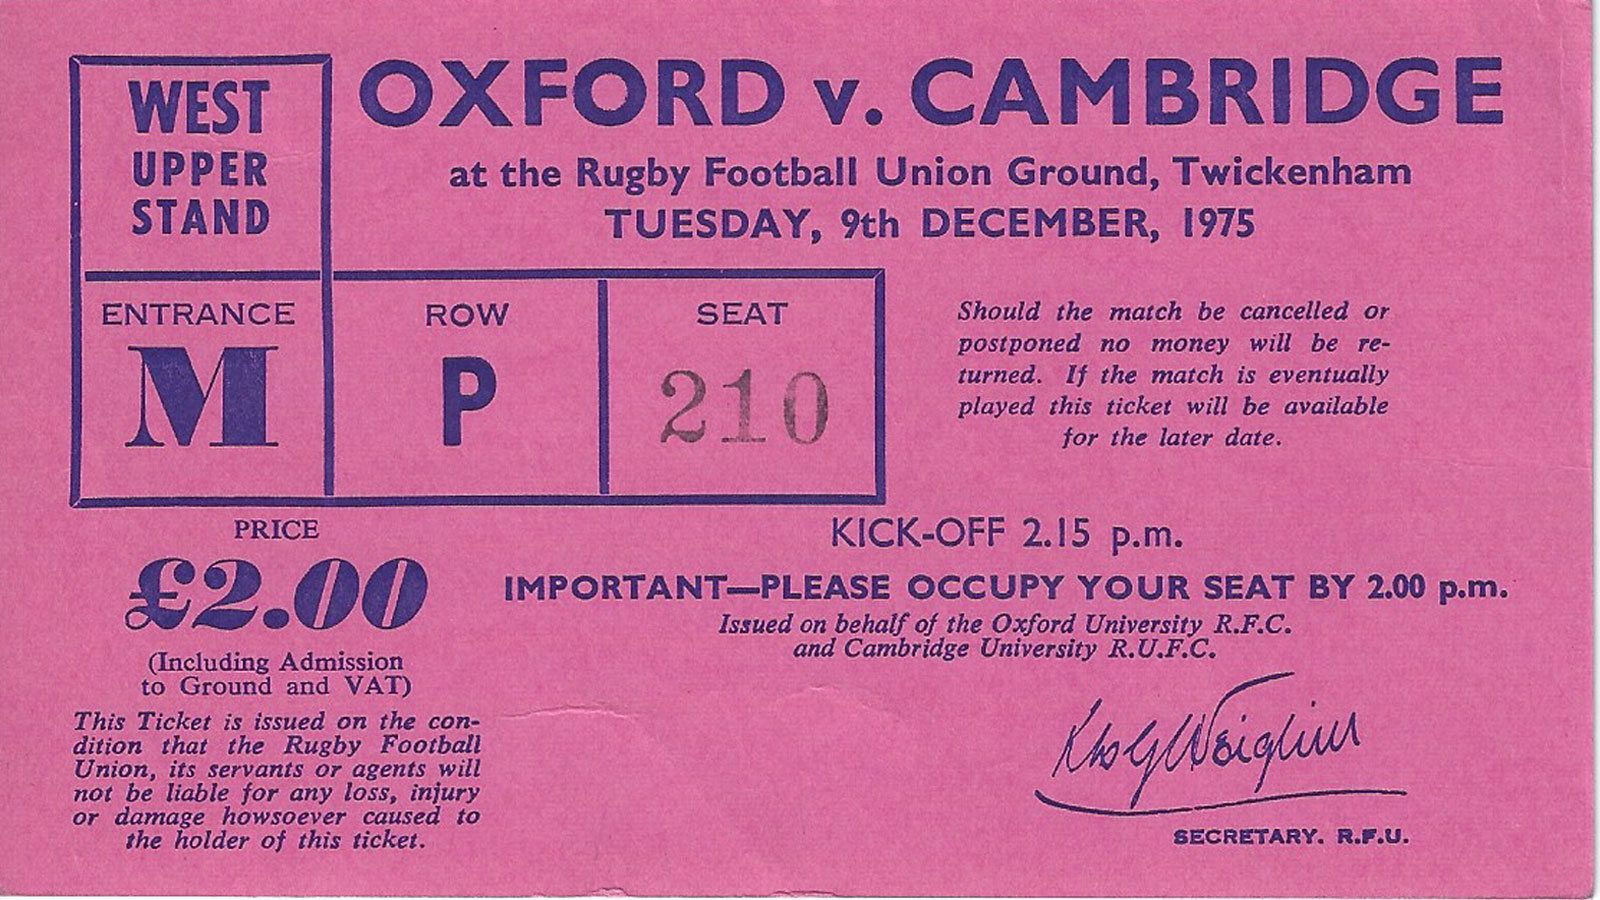 WEST
UPPER
STAND
OXFORD v. CAMBRIDGE
at the Rugby Football Union Ground, Twickenham
TUESDAY, 9th DECEMBER, 1975
ENTRANCE
M
ROW
P
SEAT
210
Should the match be cancelled or
postponed no money will be re-
turned. If the match is eventually
played this ticket will be available
for the later date.
PRICE
£2.00
(Including Admission
to Ground and VAT)
This Ticket is issued on the con-
dition that the Rugby Football
Union, its servants or agents will
not be liable for any loss, injury
or damage howsoever caused to
the holder of this ticket.
KICK-OFF 2.15 p.m.
IMPORTANT—PLEASE OCCUPY YOUR SEAT BY 2.00 p.m.
Issued on behalf of the Oxford University R.F.C.
and Cambridge University R.U.F.C.
SECRETARY. R.F.U.